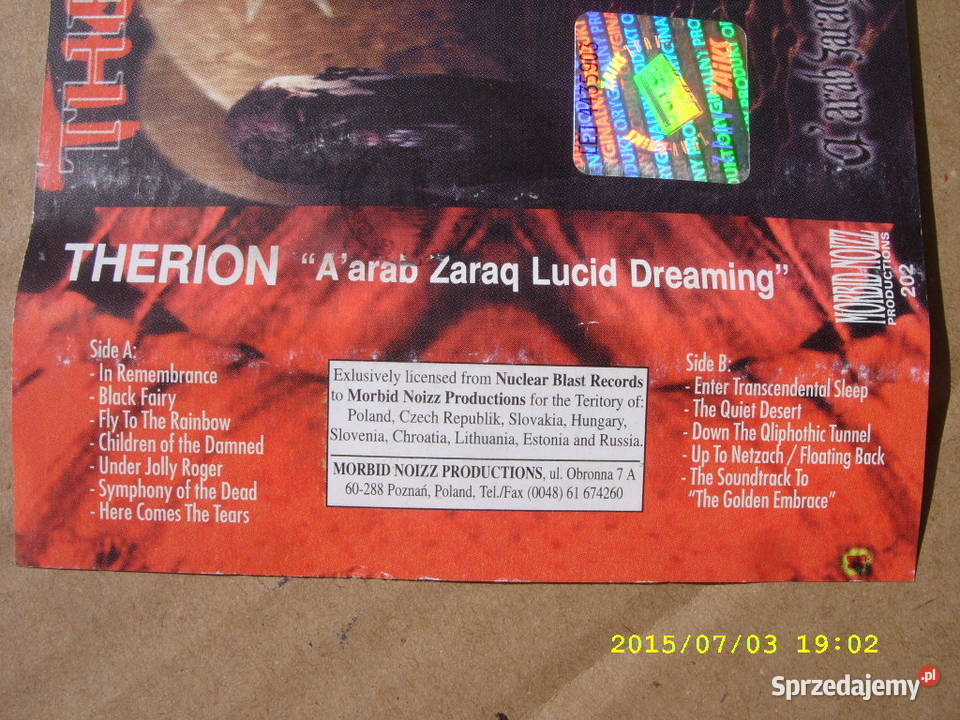 THE
a'arab zaraq
ZAIKS
THERION "A'arab Zaraq Lucid Dreaming"
MORBID NOIZZ
PRODUCTIONS
202
Side A:
- In Remembrance
- Black Fairy
- Fly To The Rainbow
- Children of the Damned
- Under Jolly Roger
- Symphony of the Dead
- Here Comes The Tears
Exlusively licensed from Nuclear Blast Records
to Morbid Noizz Productions for the Teritory of:
Poland, Czech Republik, Slovakia, Hungary,
Slovenia, Chroatia, Lithuania, Estonia and Russia.
MORBID NOIZZ PRODUCTIONS, ul. Obronna 7 A
60-288 Poznań, Poland, Tel./Fax (0048) 61 674260
Side B:
- Enter Transcendental Sleep
- The Quiet Desert
- Down The Qliphothic Tunnel
- Up To Netzach / Floating Back
- The Soundtrack To
"The Golden Embrace"
2015/07/03 19:02
Sprzedajemy.pl